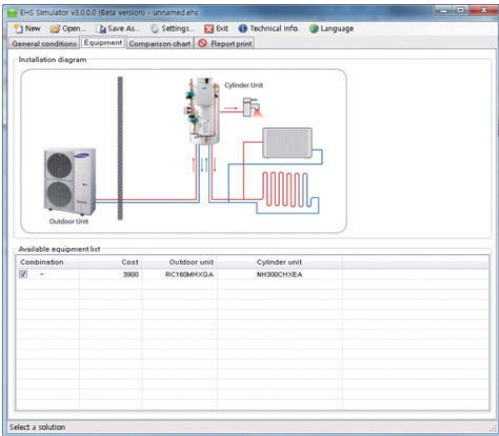 EHS Simulator v3.0.0.0 (Beta version) - unnamed.ehs
New Open... Save As... Settings... Exit Technical info. Language
General conditions Equipment Comparison chart Report print
Installation diagram
Cylinder Unit
Outdoor Unit
Available equipment list
Combination Cost Outdoor unit Cylinder unit
- 3900 RC160MHXGA NH300CHXEA
Select a solution